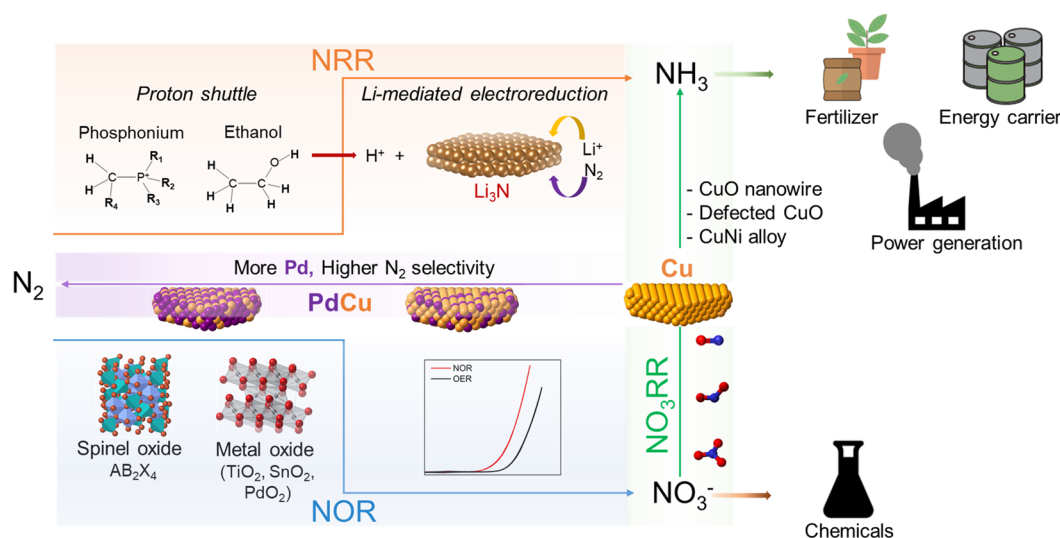 NRR
Proton shuttle
Li-mediated electroreduction
Phosphonium
Ethanol
H
H
C
P⁺
R₁
R₂
R₃
R₄
H
O
H
H
C
C
H
H
H
H⁺ +
Li⁺
N₂
Li₃N
NH₃
Fertilizer
Energy carrier
Power generation
- CuO nanowire
- Defected CuO
- CuNi alloy
N₂
More Pd, Higher N₂ selectivity
PdCu
Cu
NOR
OER
NO₃RR
Spinel oxide
AB₂X₄
Metal oxide
(TiO₂, SnO₂,
PdO₂)
NOR
NO₃⁻
Chemicals